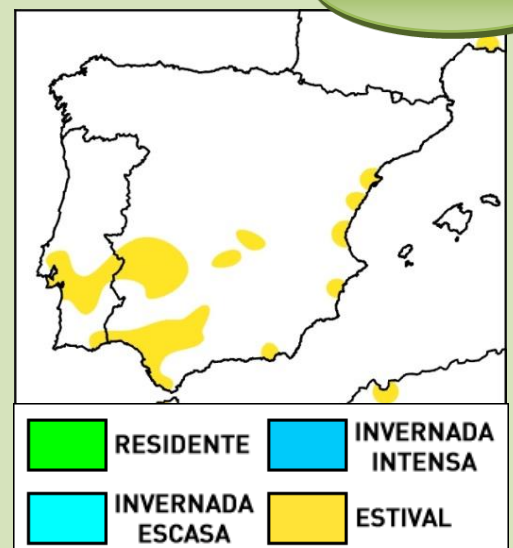 RESIDENTE
INVERNADA
INTENSA
INVERNADA
ESCASA
ESTIVAL